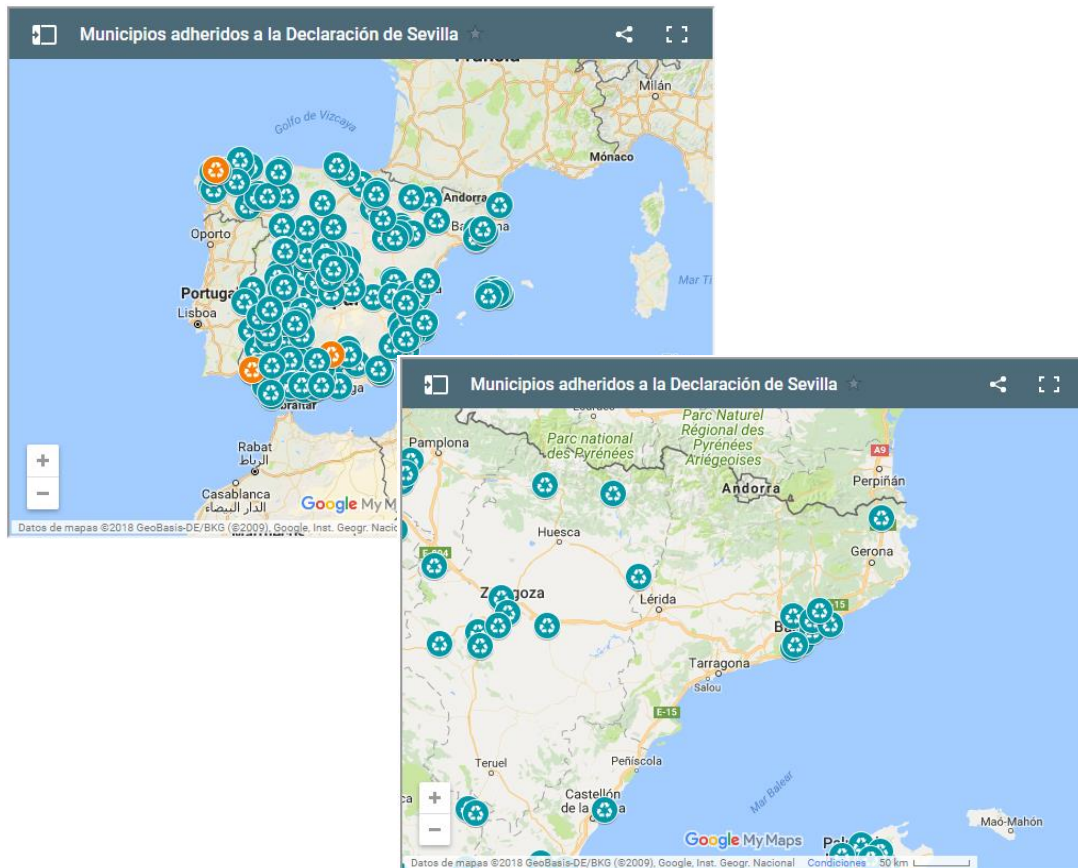 Municipios adheridos a la Declaración de Sevilla
Francia
Milán
Golfo de Vizcaya
Mónaco
Andorra
Oporto
Portugal
Lisboa
Mar Ti
Gibraltar
Rabat
الرباط
Casablanca
الدار البيضاء
+
−
Google My M
Datos de mapas ©2018 GeoBasis-DE/BKG (©2009), Google, Inst. Geogr. Nacio
Municipios adheridos a la Declaración de Sevilla
Parc Naturel
Régional des
Pyrénées
Ariégeoises
Parc national
des Pyrénées
Pamplona
A9
Perpiñán
Andorra
Huesca
Gerona
Lérida
E-15
Tarragona
Salou
E-15
Teruel
Peñíscola
Castellón
de la
Mar Balear
Maó-Mahón
+
−
Google My Maps
Datos de mapas ©2018 GeoBasis-DE/BKG (©2009), Google, Inst. Geogr. Nacional Condiciones 50 km